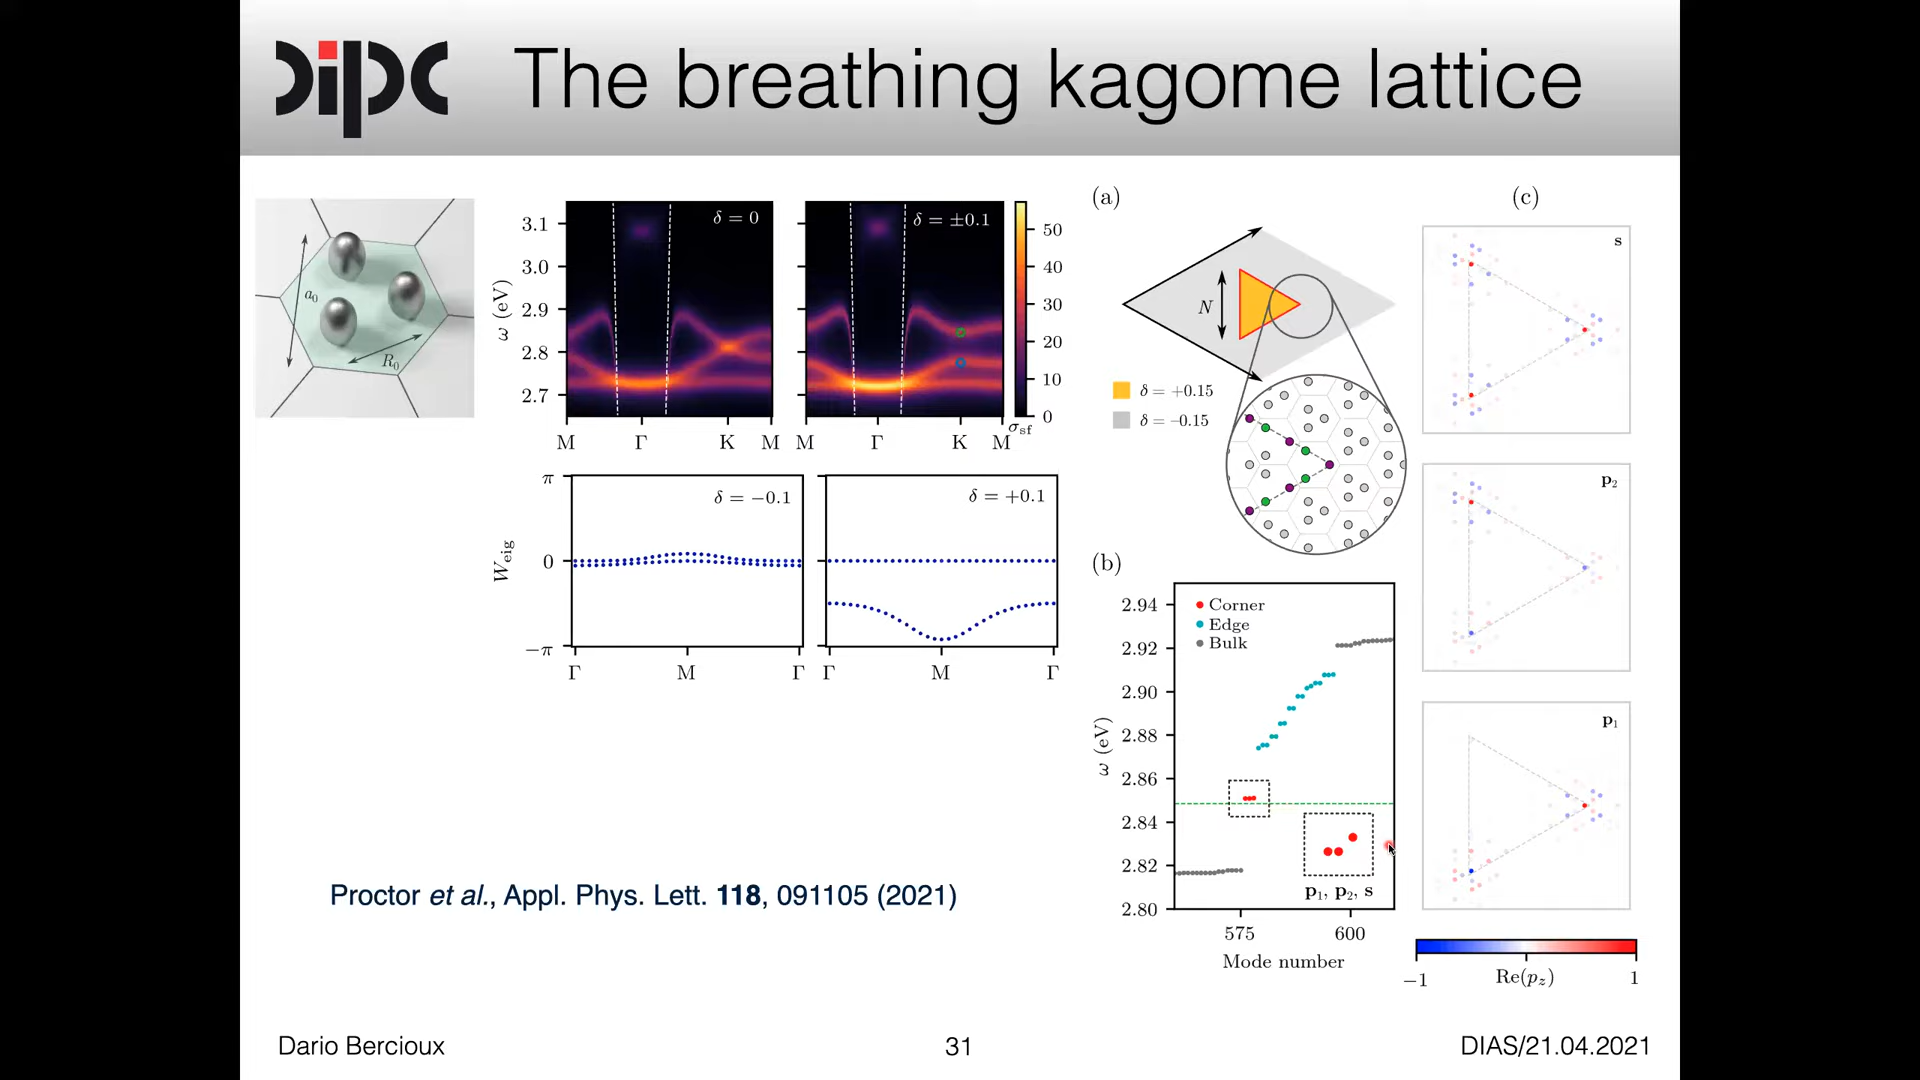 dipc
The breathing kagome lattice
a₀
R₀
ω (eV)
3.1
3.0
2.9
2.8
2.7
δ = 0
M Γ K M
δ = ±0.1
M Γ K M
50
40
30
20
10
0
σsf
Weig
π
0
−π
δ = −0.1
Γ M Γ
δ = +0.1
Γ M Γ
Proctor et al., Appl. Phys. Lett. 118, 091105 (2021)
(a)
N
δ = +0.15
δ = −0.15
(b)
Corner
Edge
Bulk
ω (eV)
2.94
2.92
2.90
2.88
2.86
2.84
2.82
2.80
p₁, p₂, s
575 600
Mode number
(c)
s
p₂
p₁
−1 Re(pz) 1
Dario Bercioux
31
DIAS/21.04.2021